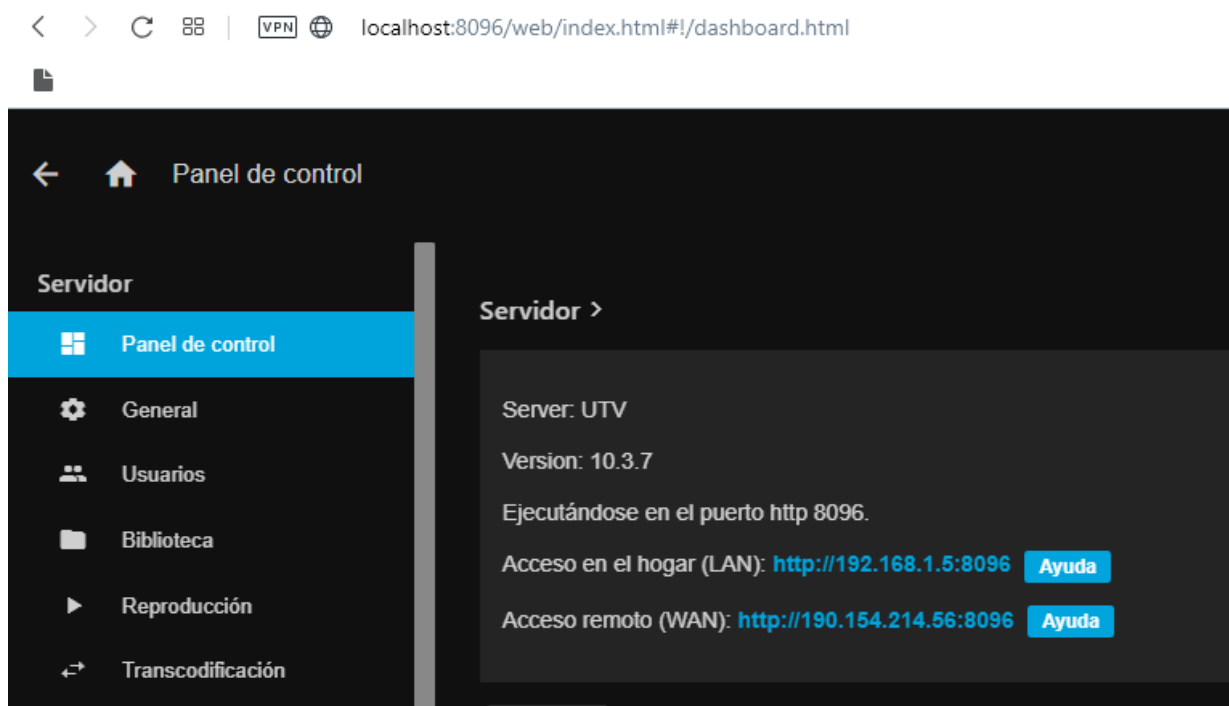 VPN localhost:8096/web/index.html#!/dashboard.html
Panel de control
Servidor
Panel de control
General
Usuarios
Biblioteca
Reproducción
Transcodificación
Servidor >
Server: UTV
Version: 10.3.7
Ejecutándose en el puerto http 8096.
Acceso en el hogar (LAN): http://192.168.1.5:8096 Ayuda
Acceso remoto (WAN): http://190.154.214.56:8096 Ayuda